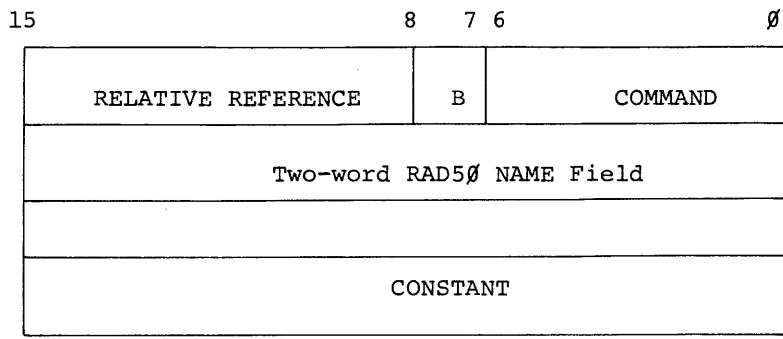 15 8 7 6 Ø
RELATIVE REFERENCE B COMMAND
Two-word RAD5Ø NAME Field
CONSTANT